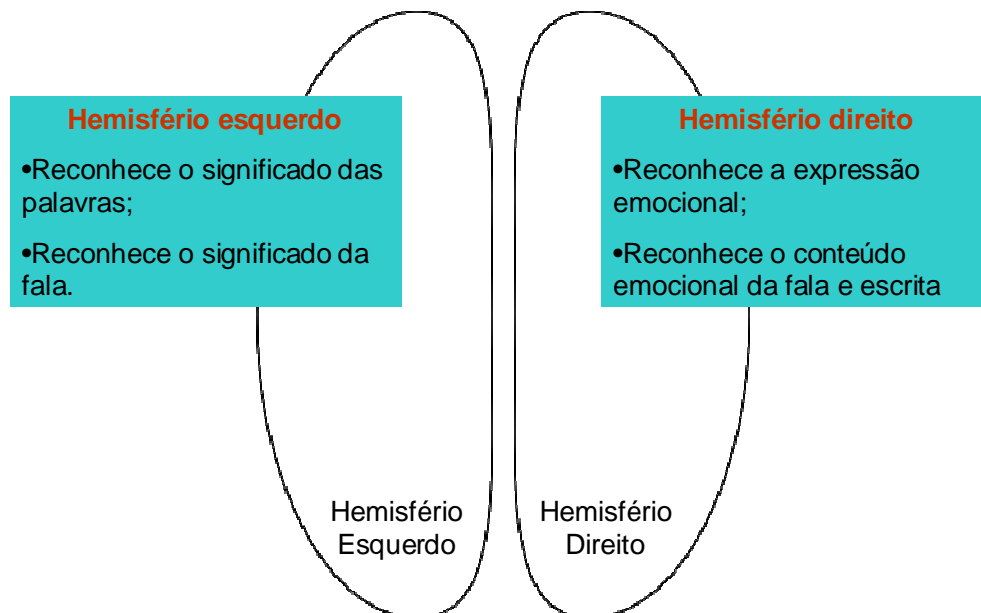 Hemisfério esquerdo
•Reconhece o significado das
palavras;
•Reconhece o significado da
fala.
Hemisfério direito
•Reconhece a expressão
emocional;
•Reconhece o conteúdo
emocional da fala e escrita
Hemisfério
Esquerdo
Hemisfério
Direito